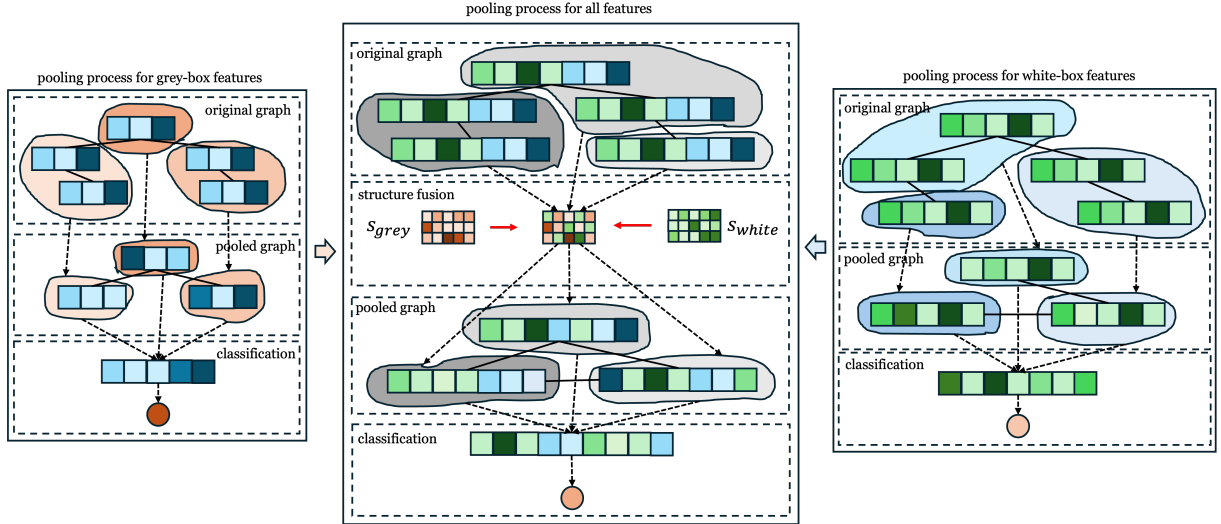 pooling process for all features
original graph
structure fusion
s_grey
s_white
pooled graph
classification
pooling process for grey-box features
original graph
pooled graph
classification
pooling process for white-box features
original graph
pooled graph
classification